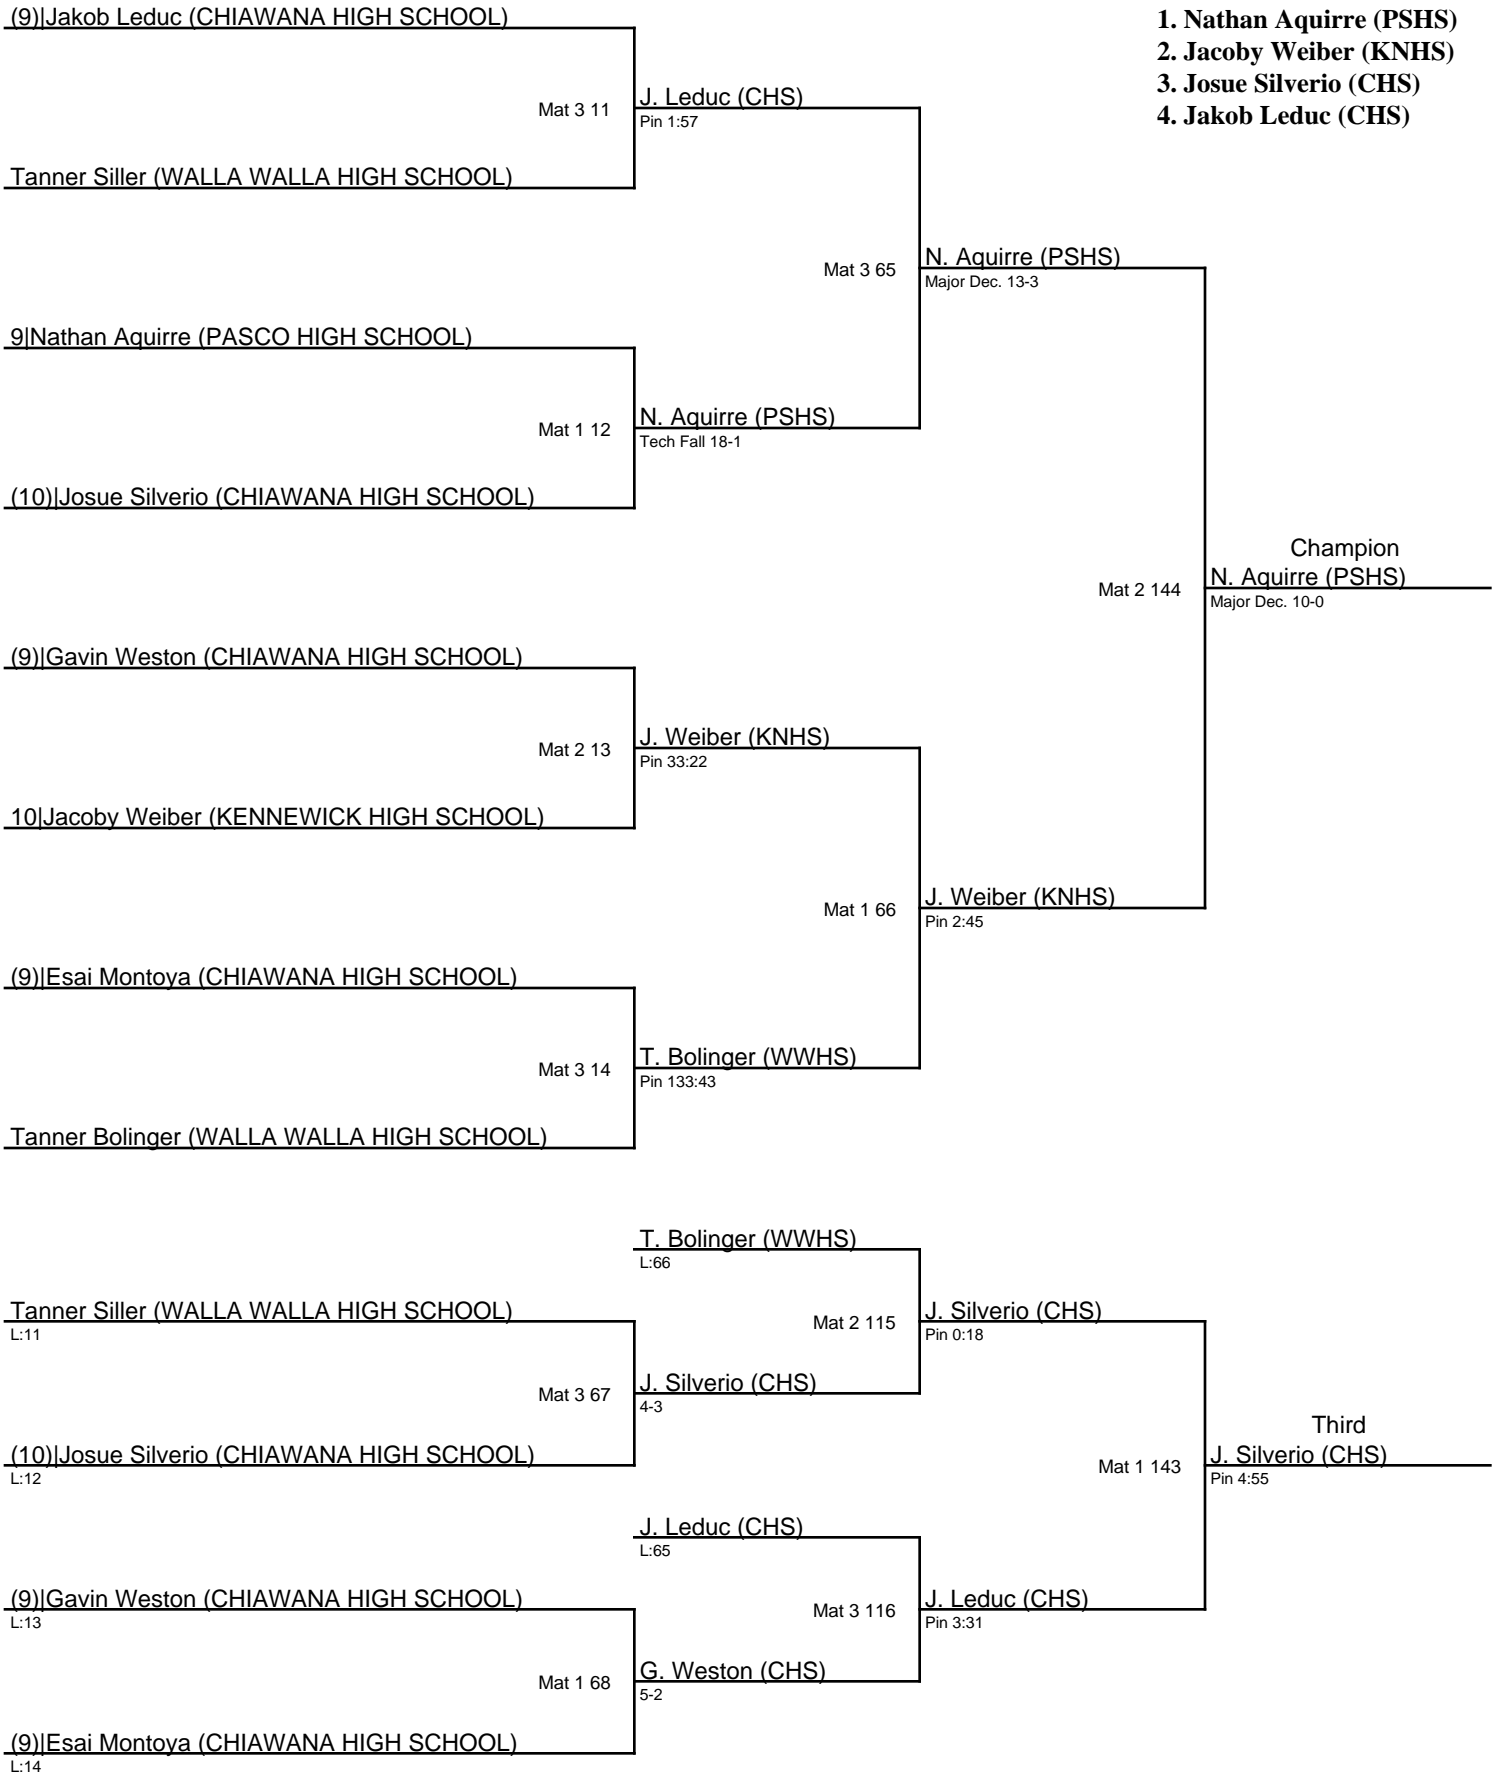 (9)|Jakob Leduc (CHIAWANA HIGH SCHOOL)
1. Nathan Aquirre (PSHS)
2. Jacoby Weiber (KNHS)
3. Josue Silverio (CHS)
4. Jakob Leduc (CHS)
Mat 3 11
J. Leduc (CHS)
Pin 1:57
Tanner Siller (WALLA WALLA HIGH SCHOOL)
Mat 3 65
N. Aquirre (PSHS)
Major Dec. 13-3
9|Nathan Aquirre (PASCO HIGH SCHOOL)
Mat 1 12
N. Aquirre (PSHS)
Tech Fall 18-1
(10)|Josue Silverio (CHIAWANA HIGH SCHOOL)
Champion
Mat 2 144
N. Aquirre (PSHS)
Major Dec. 10-0
(9)|Gavin Weston (CHIAWANA HIGH SCHOOL)
Mat 2 13
J. Weiber (KNHS)
Pin 33:22
10|Jacoby Weiber (KENNEWICK HIGH SCHOOL)
Mat 1 66
J. Weiber (KNHS)
Pin 2:45
(9)|Esai Montoya (CHIAWANA HIGH SCHOOL)
Mat 3 14
T. Bolinger (WWHS)
Pin 133:43
Tanner Bolinger (WALLA WALLA HIGH SCHOOL)
T. Bolinger (WWHS)
L:66
Tanner Siller (WALLA WALLA HIGH SCHOOL)
L:11
Mat 2 115
J. Silverio (CHS)
Pin 0:18
Mat 3 67
J. Silverio (CHS)
4-3
(10)|Josue Silverio (CHIAWANA HIGH SCHOOL)
L:12
Third
Mat 1 143
J. Silverio (CHS)
Pin 4:55
J. Leduc (CHS)
L:65
(9)|Gavin Weston (CHIAWANA HIGH SCHOOL)
L:13
Mat 3 116
J. Leduc (CHS)
Pin 3:31
Mat 1 68
G. Weston (CHS)
5-2
(9)|Esai Montoya (CHIAWANA HIGH SCHOOL)
L:14